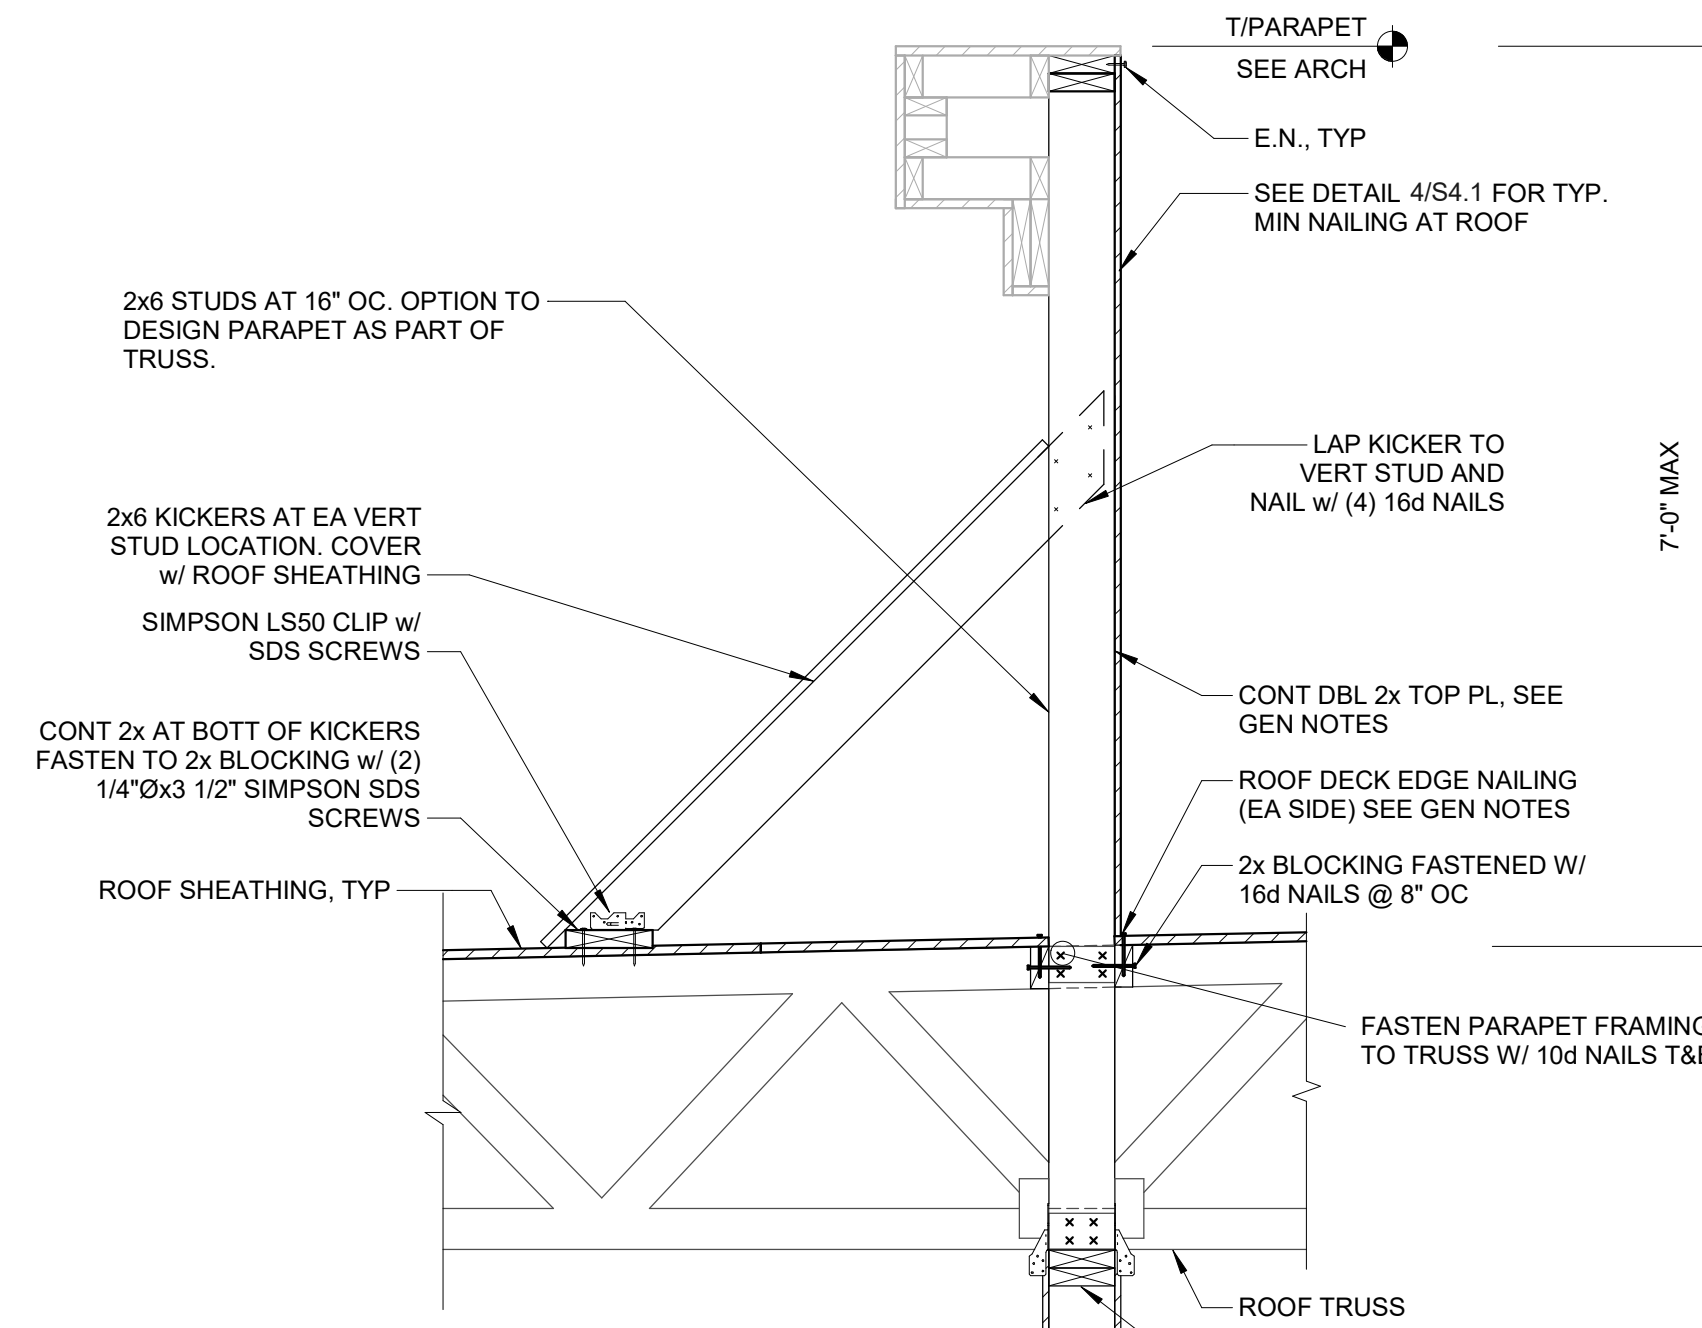 T/PARAPET
SEE ARCH
E.N., TYP
SEE DETAIL 4/S4.1 FOR TYP.
MIN NAILING AT ROOF
2x6 STUDS AT 16" OC. OPTION TO
DESIGN PARAPET AS PART OF
TRUSS.
LAP KICKER TO
VERT STUD AND
NAIL w/ (4) 16d NAILS
7'-0" MAX
2x6 KICKERS AT EA VERT
STUD LOCATION. COVER
w/ ROOF SHEATHING
SIMPSON LS50 CLIP w/
SDS SCREWS
CONT DBL 2x TOP PL, SEE
GEN NOTES
CONT 2x AT BOTT OF KICKERS
FASTEN TO 2x BLOCKING w/ (2)
1/4"Øx3 1/2" SIMPSON SDS
SCREWS
ROOF DECK EDGE NAILING
(EA SIDE) SEE GEN NOTES
2x BLOCKING FASTENED W/
16d NAILS @ 8" OC
ROOF SHEATHING, TYP
FASTEN PARAPET FRAMING
TO TRUSS W/ 10d NAILS
ROOF TRUSS